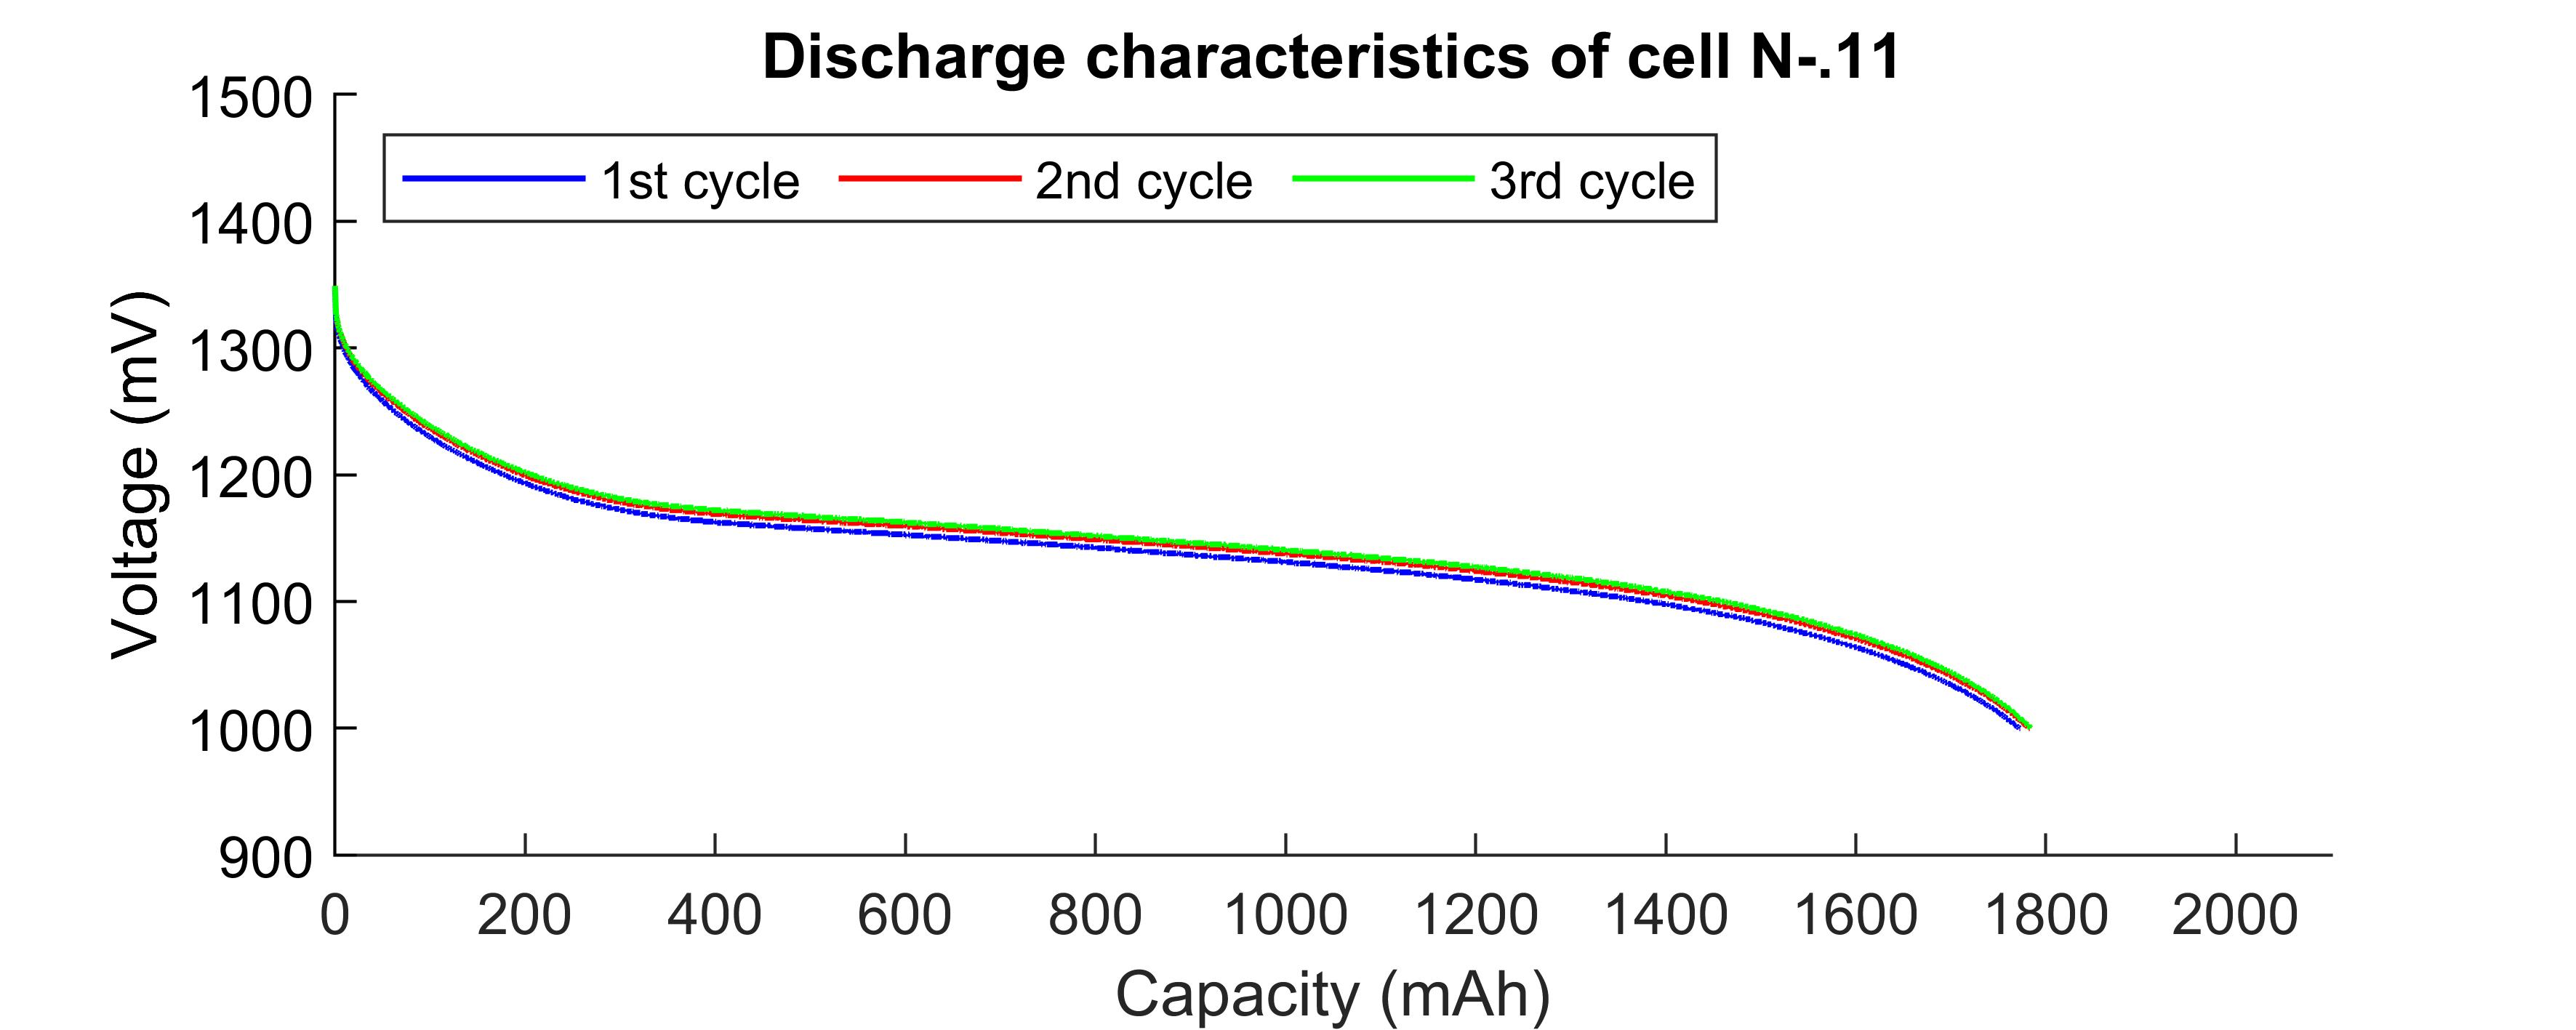 Discharge characteristics of cell N-.11
1500
1st cycle 2nd cycle 3rd cycle
1400
1300
1200
1100
1000
900
Voltage (mV)
0 200 400 600 800 1000 1200 1400 1600 1800 2000
Capacity (mAh)